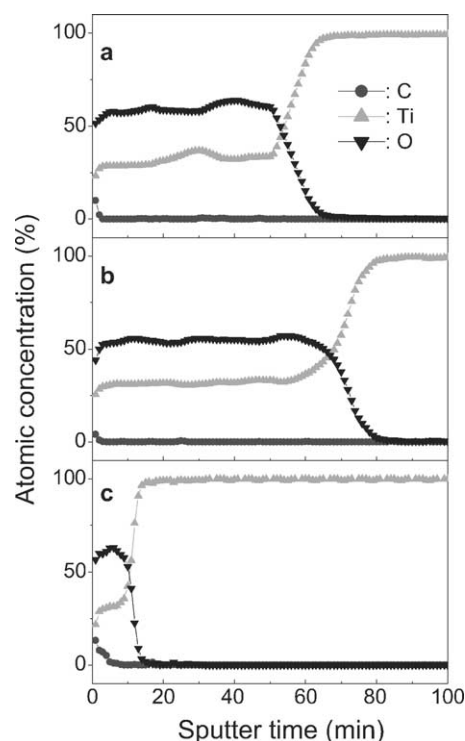 a
100
50
0
●: C
▲: Ti
▼: O
b
100
50
0
c
100
50
0
0 20 40 60 80 100
Atomic concentration (%)
Sputter time (min)